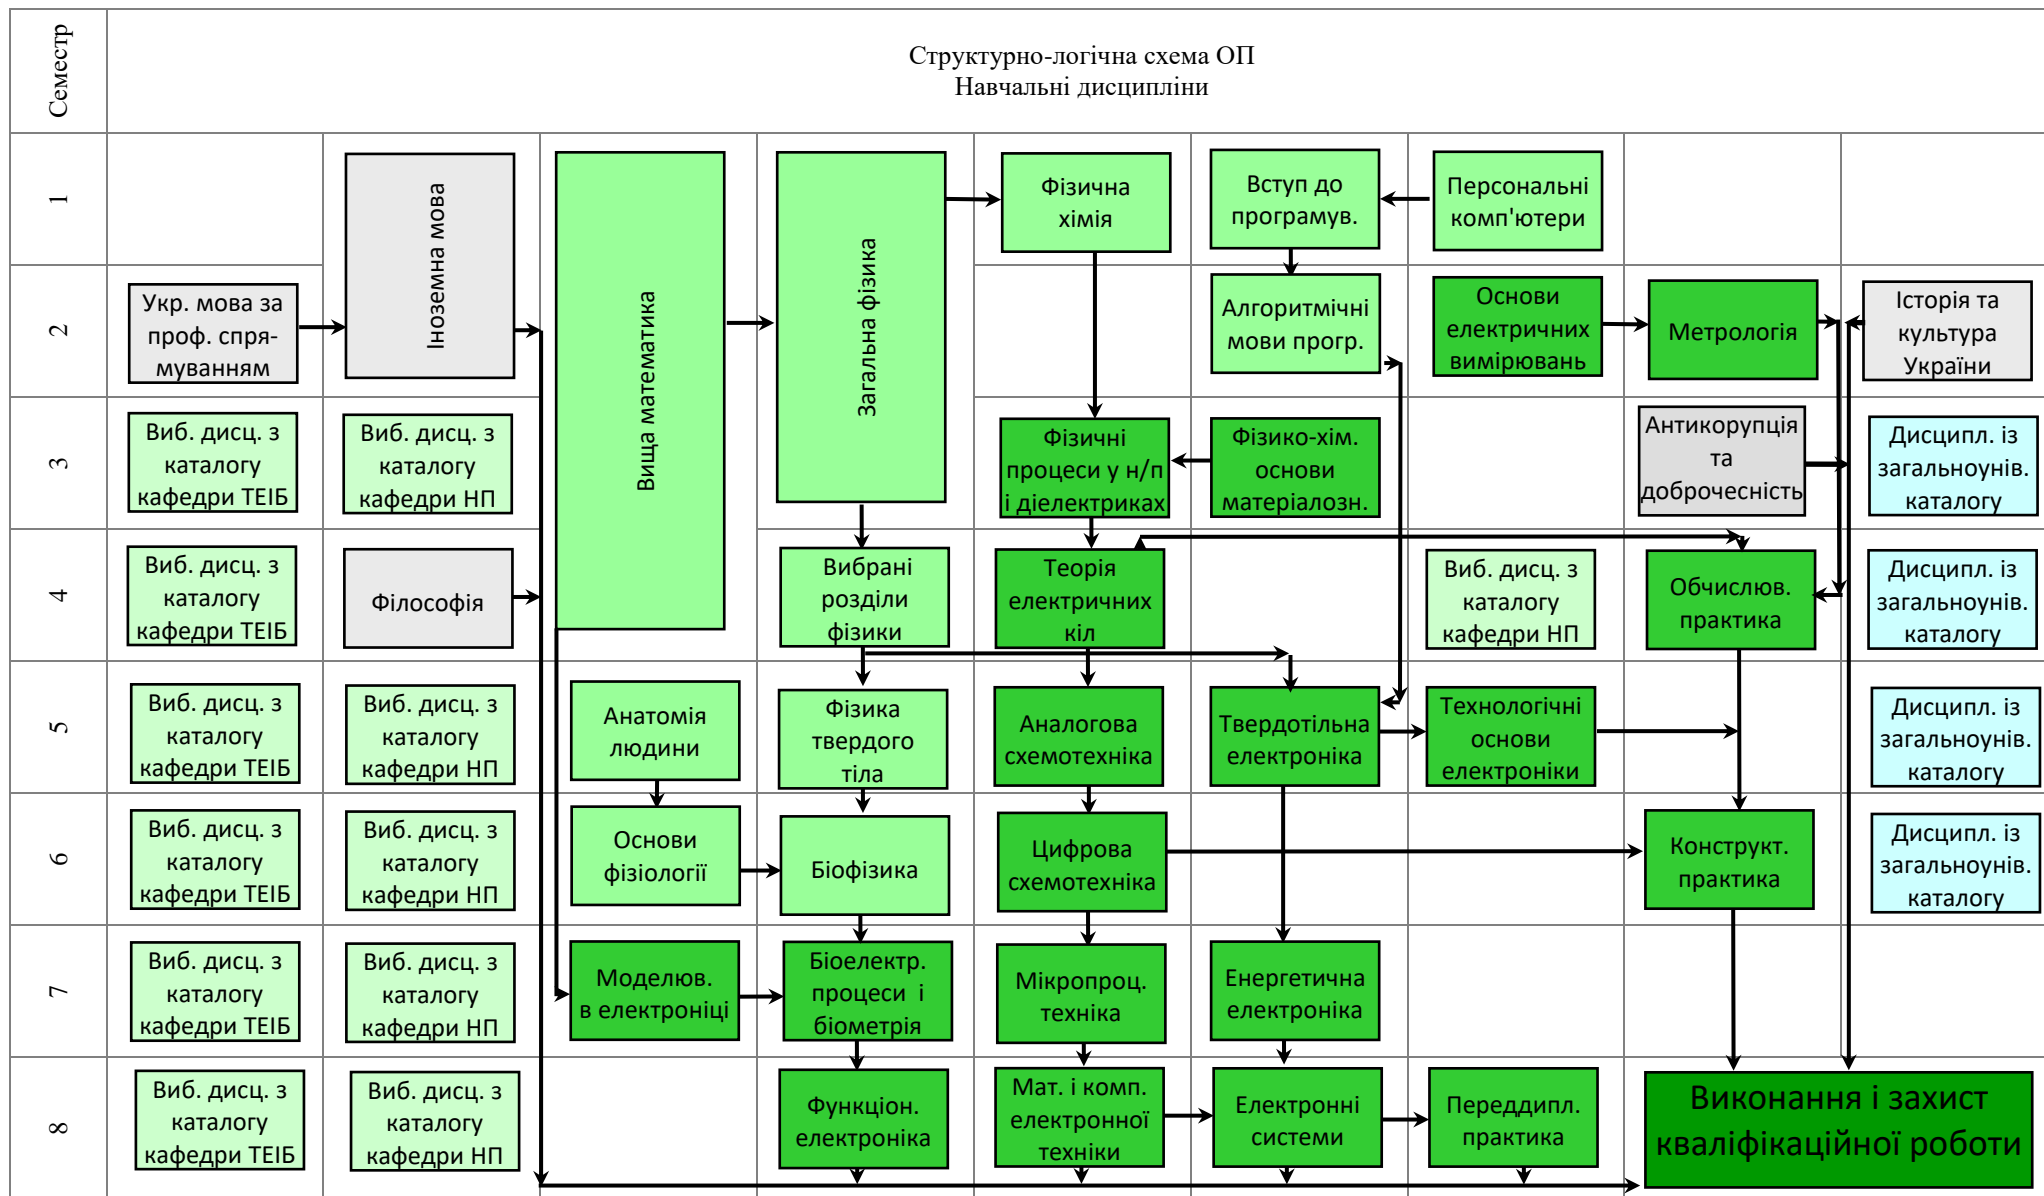 Семестр
Структурно-логічна схема ОП
Навчальні дисципліни
1
Іноземна мова
Вища математика
Загальна фізика
Фізична
хімія
Вступ до
програмув.
Персональні
комп'ютери
2
Укр. мова за
проф. спря-
муванням
Алгоритмічні
мови прогр.
Основи
електричних
вимірювань
Метрологія
Історія та
культура
України
3
Виб. дисц. з
каталогу
кафедри ТЕІБ
Виб. дисц. з
каталогу
кафедри НП
Фізичні
процеси у н/п
і діелектриках
Фізико-хім.
основи
матеріалозн.
Антикорупція
та
доброчесність
Дисципл. із
загальноунів.
каталогу
4
Виб. дисц. з
каталогу
кафедри ТЕІБ
Філософія
Вибрані
розділи
фізики
Теорія
електричних
кіл
Виб. дисц. з
каталогу
кафедри НП
Обчислюв.
практика
Дисципл. із
загальноунів.
каталогу
5
Виб. дисц. з
каталогу
кафедри ТЕІБ
Виб. дисц. з
каталогу
кафедри НП
Анатомія
людини
Фізика
твердого
тіла
Аналогова
схемотехніка
Твердотільна
електроніка
Технологічні
основи
електроніки
Дисципл. із
загальноунів.
каталогу
6
Виб. дисц. з
каталогу
кафедри ТЕІБ
Виб. дисц. з
каталогу
кафедри НП
Основи
фізіології
Біофізика
Цифрова
схемотехніка
Конструкт.
практика
Дисципл. із
загальноунів.
каталогу
7
Виб. дисц. з
каталогу
кафедри ТЕІБ
Виб. дисц. з
каталогу
кафедри НП
Моделюв.
в електроніці
Біоелектр.
процеси і
біометрія
Мікропроц.
техніка
Енергетична
електроніка
8
Виб. дисц. з
каталогу
кафедри ТЕІБ
Виб. дисц. з
каталогу
кафедри НП
Функціон.
електроніка
Мат. і комп.
електронної
техніки
Електронні
системи
Переддипл.
практика
Виконання і захист
кваліфікаційної роботи